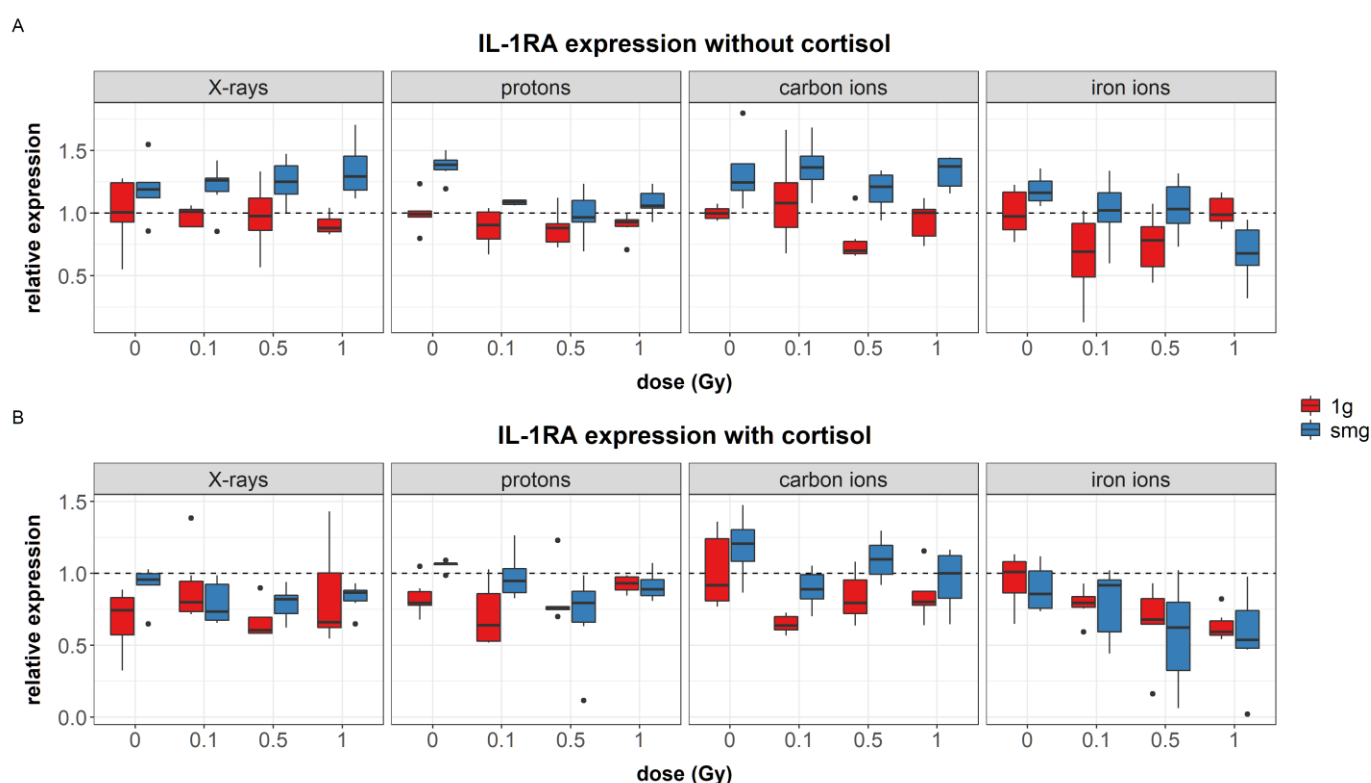 A
IL-1RA expression without cortisol
X-rays protons carbon ions iron ions
relative expression
1.5
1.0
0.5
0 0.1 0.5 1 0 0.1 0.5 1 0 0.1 0.5 1 0 0.1 0.5 1
dose (Gy)
1g
smg
B
IL-1RA expression with cortisol
X-rays protons carbon ions iron ions
relative expression
1.5
1.0
0.5
0.0
0 0.1 0.5 1 0 0.1 0.5 1 0 0.1 0.5 1 0 0.1 0.5 1
dose (Gy)